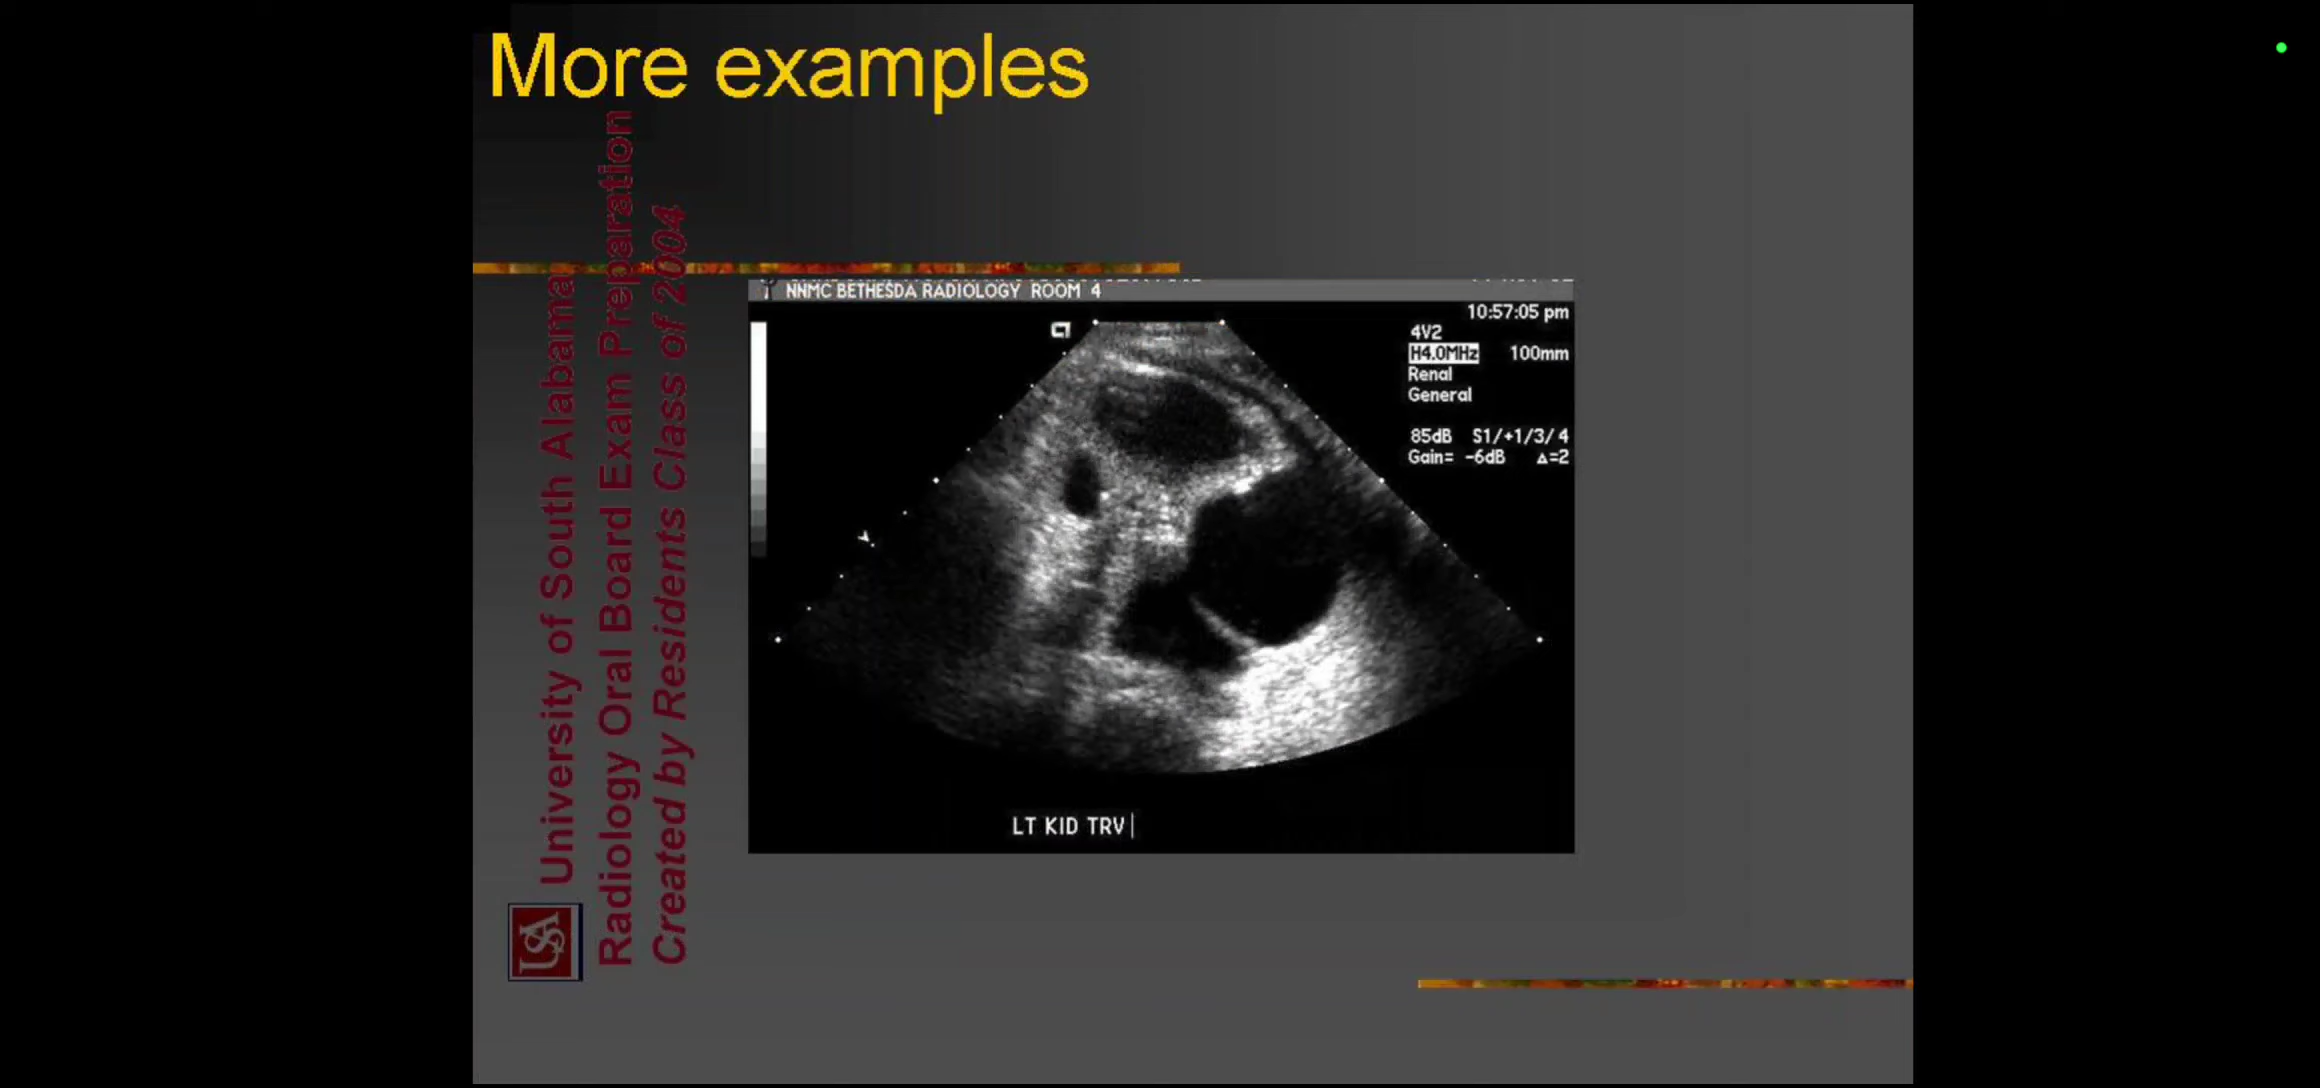 More examples
University of South Alabama
Radiology Oral Board Exam Preparation
Created by Residents Class of 2004
USA
NNMC BETHESDA RADIOLOGY ROOM 4
10:57:05 pm
4V2
H4.0MHz 100mm
Renal
General
85dB S1/+1/3/4
Gain= -6dB Δ=2
LT KID TRV